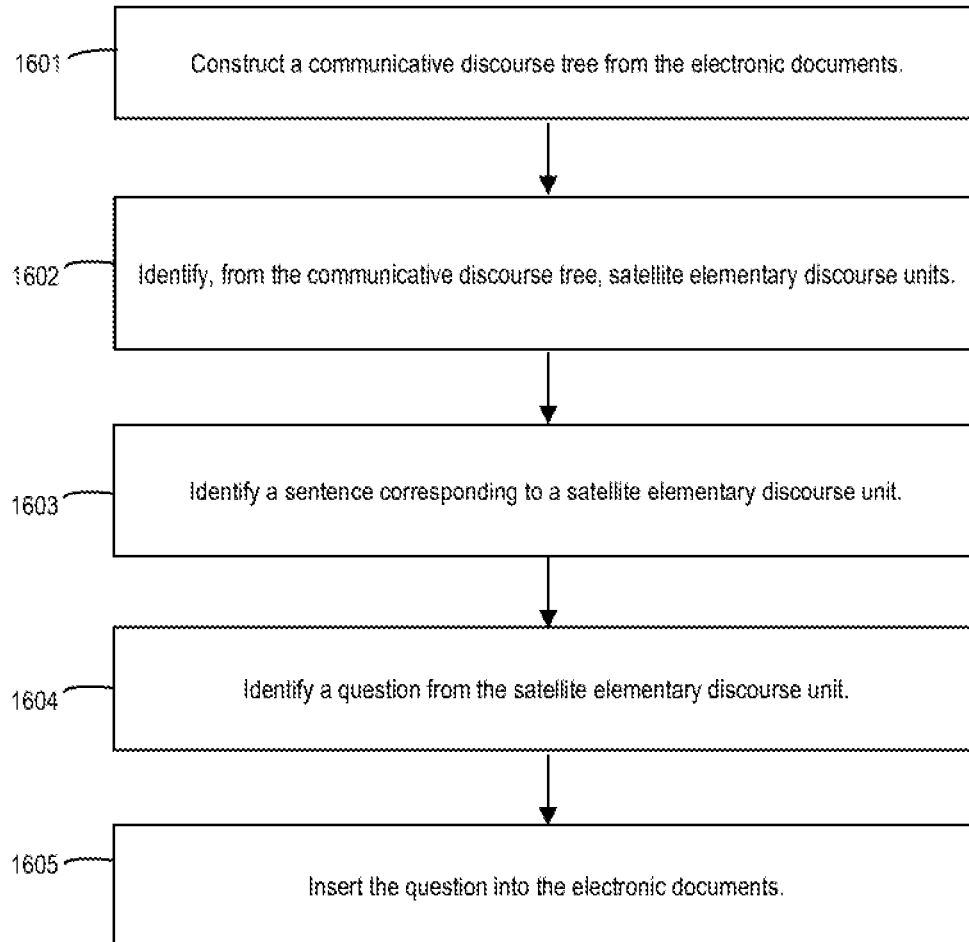 1601
Construct a communicative discourse tree from the electronic documents.
1602
Identify, from the communicative discourse tree, satellite elementary discourse units.
1603
Identify a sentence corresponding to a satellite elementary discourse unit.
1604
Identify a question from the satellite elementary discourse unit.
1605
Insert the question into the electronic documents.